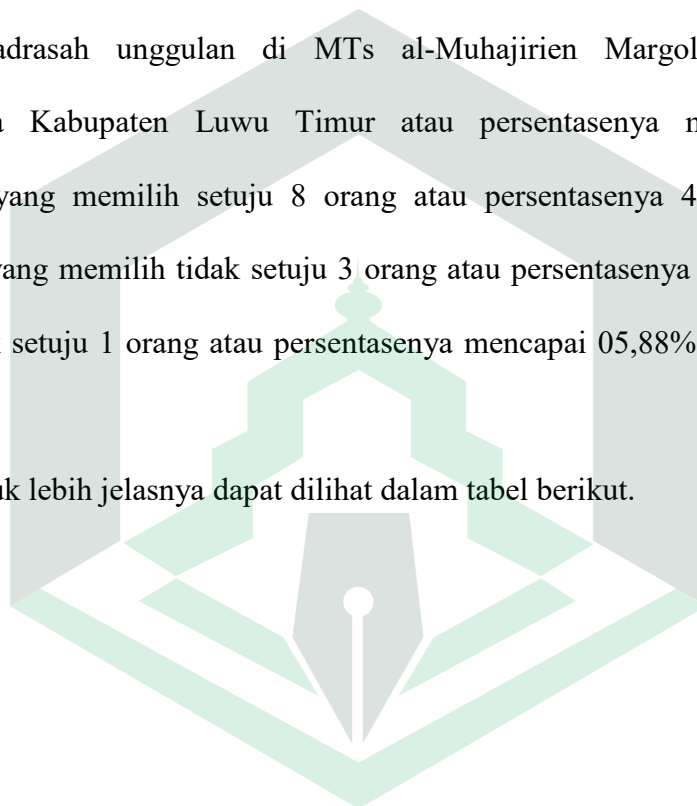 adrasah unggulan di MTs al-Muhajirien Margol
Kabupaten Luwu Timur atau persentasenya
yang memilih setuju 8 orang atau persentasenya 4
yang memilih tidak setuju 3 orang atau persentasenya
setuju 1 orang atau persentasenya mencapai 05,88%
uk lebih jelasnya dapat dilihat dalam tabel berikut.